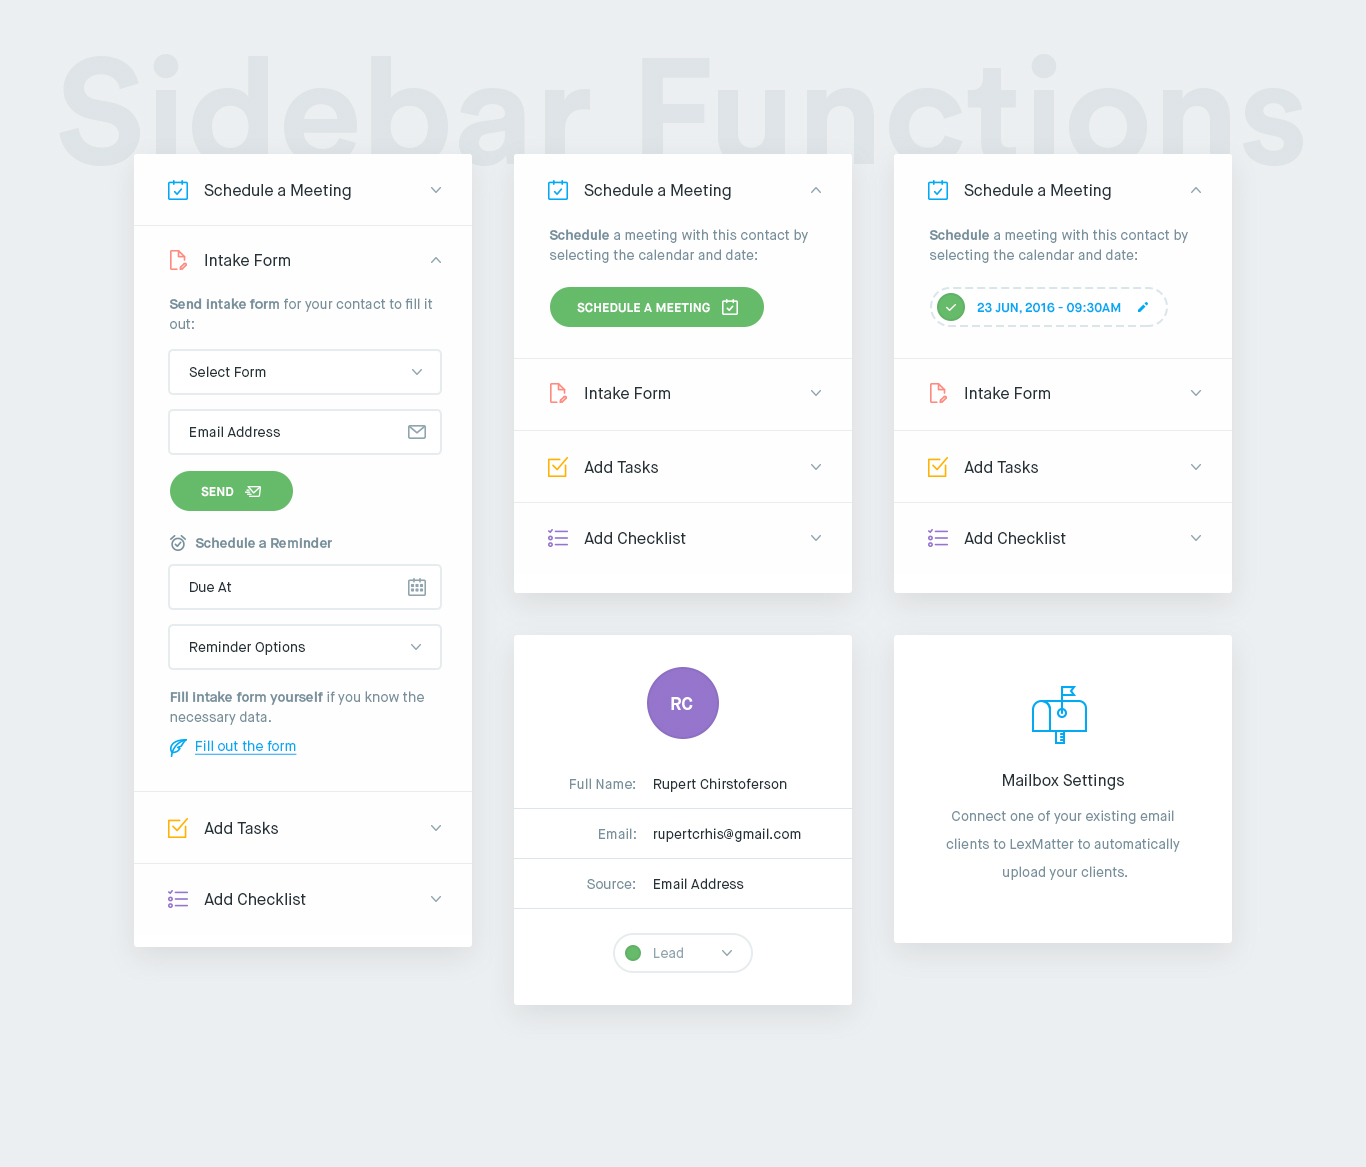 Sidebar Functions
Schedule a Meeting
Intake Form
Send intake form for your contact to fill it
out:
Select Form
Email Address
SEND
Schedule a Reminder
Due At
Reminder Options
Fill intake form yourself if you know the
necessary data.
Fill out the form
Add Tasks
Add Checklist
Schedule a Meeting
Schedule a meeting with this contact by
selecting the calendar and date:
SCHEDULE A MEETING
Intake Form
Add Tasks
Add Checklist
Schedule a Meeting
Schedule a meeting with this contact by
selecting the calendar and date:
23 JUN, 2016 - 09:30AM
Intake Form
Add Tasks
Add Checklist
RC
Full Name: Rupert Chirstoferson
Email: rupertcrhis@gmail.com
Source: Email Address
Lead
Mailbox Settings
Connect one of your existing email
clients to LexMatter to automatically
upload your clients.